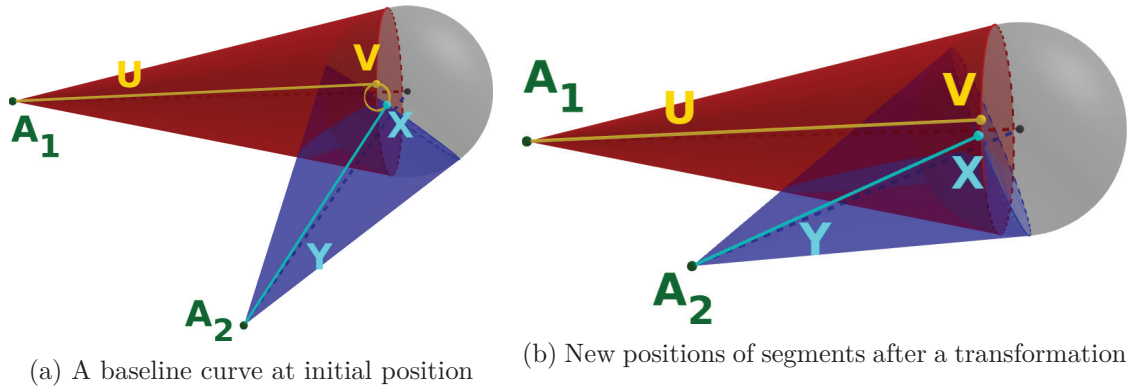 U
V
A1
X
Y
A2
(a) A baseline curve at initial position
A1
U
V
X
Y
A2
(b) New positions of segments after a transformation